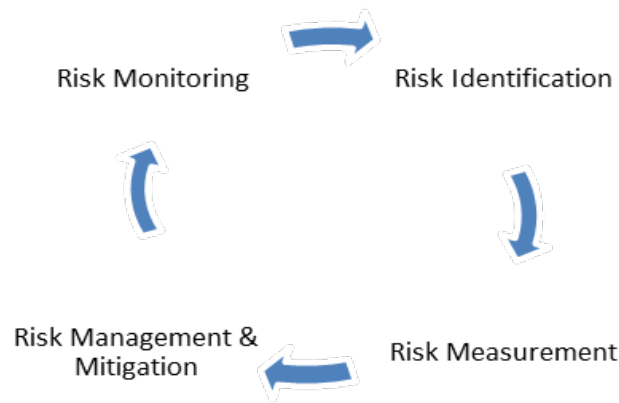 Risk Monitoring
Risk Identification
Risk Management &
Mitigation
Risk Measurement